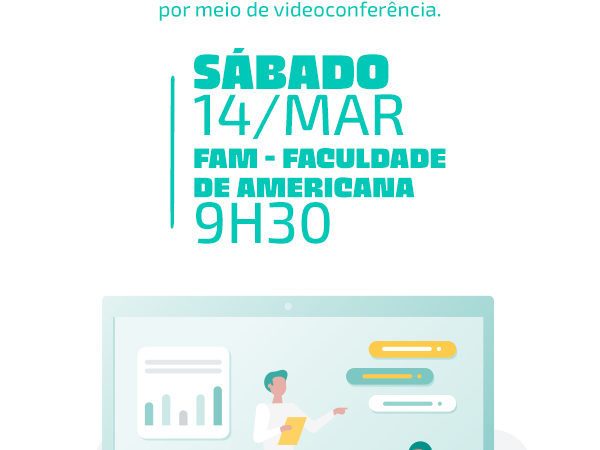 por meio de videoconferência.
SÁBADO
14/MAR
FAM - FACULDADE
DE AMERICANA
9H30